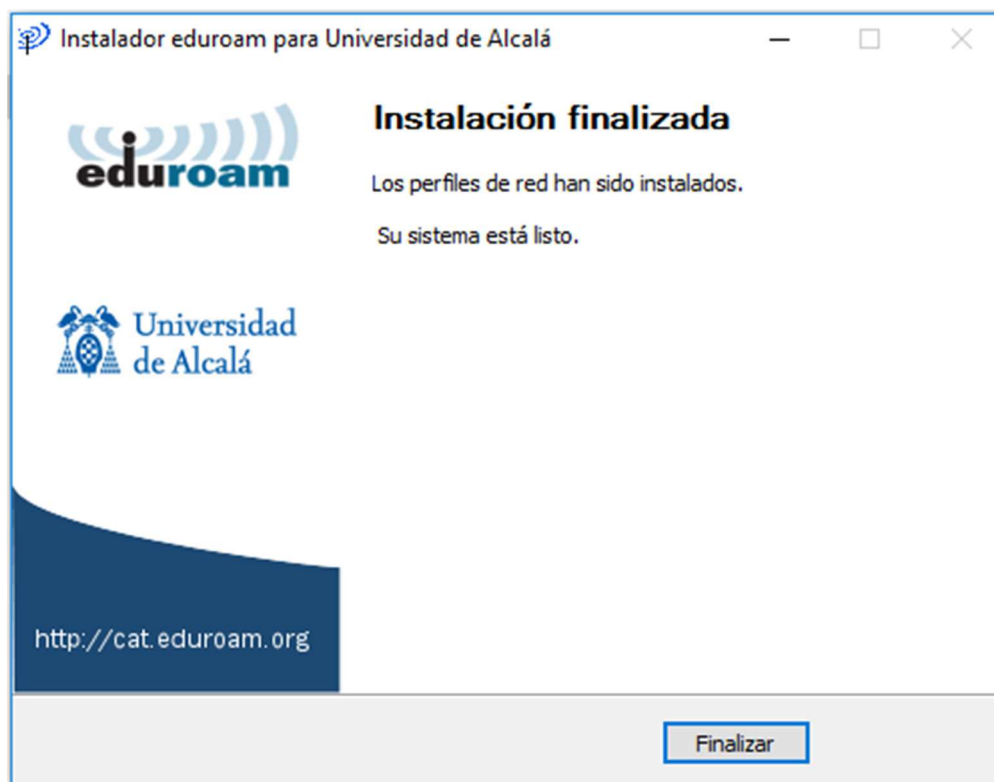 Instalador eduroam para Universidad de Alcalá
eduroam
Instalación finalizada
Los perfiles de red han sido instalados.
Su sistema está listo.
Universidad
de Alcalá
http://cat.eduroam.org
Finalizar